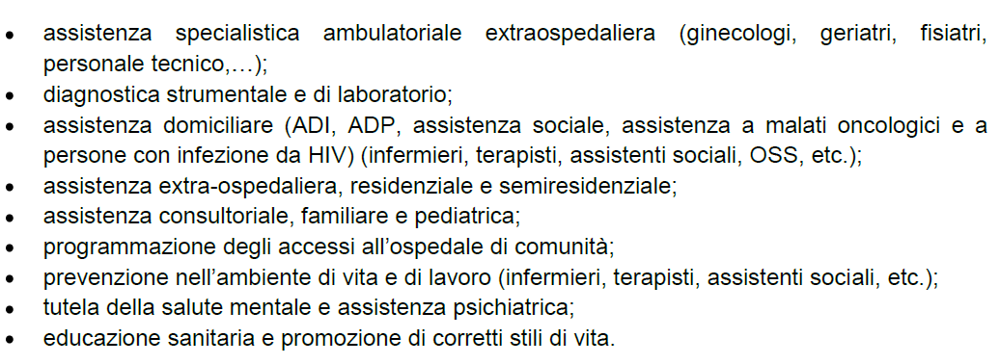 • assistenza specialistica ambulatoriale extraospedaliera (ginecologi, geriatri, fisiatri,
personale tecnico,…);
• diagnostica strumentale e di laboratorio;
• assistenza domiciliare (ADI, ADP, assistenza sociale, assistenza a malati oncologici e a
persone con infezione da HIV) (infermieri, terapisti, assistenti sociali, OSS, etc.);
• assistenza extra-ospedaliera, residenziale e semiresidenziale;
• assistenza consultoriale, familiare e pediatrica;
• programmazione degli accessi all’ospedale di comunità;
• prevenzione nell’ambiente di vita e di lavoro (infermieri, terapisti, assistenti sociali, etc.);
• tutela della salute mentale e assistenza psichiatrica;
• educazione sanitaria e promozione di corretti stili di vita.